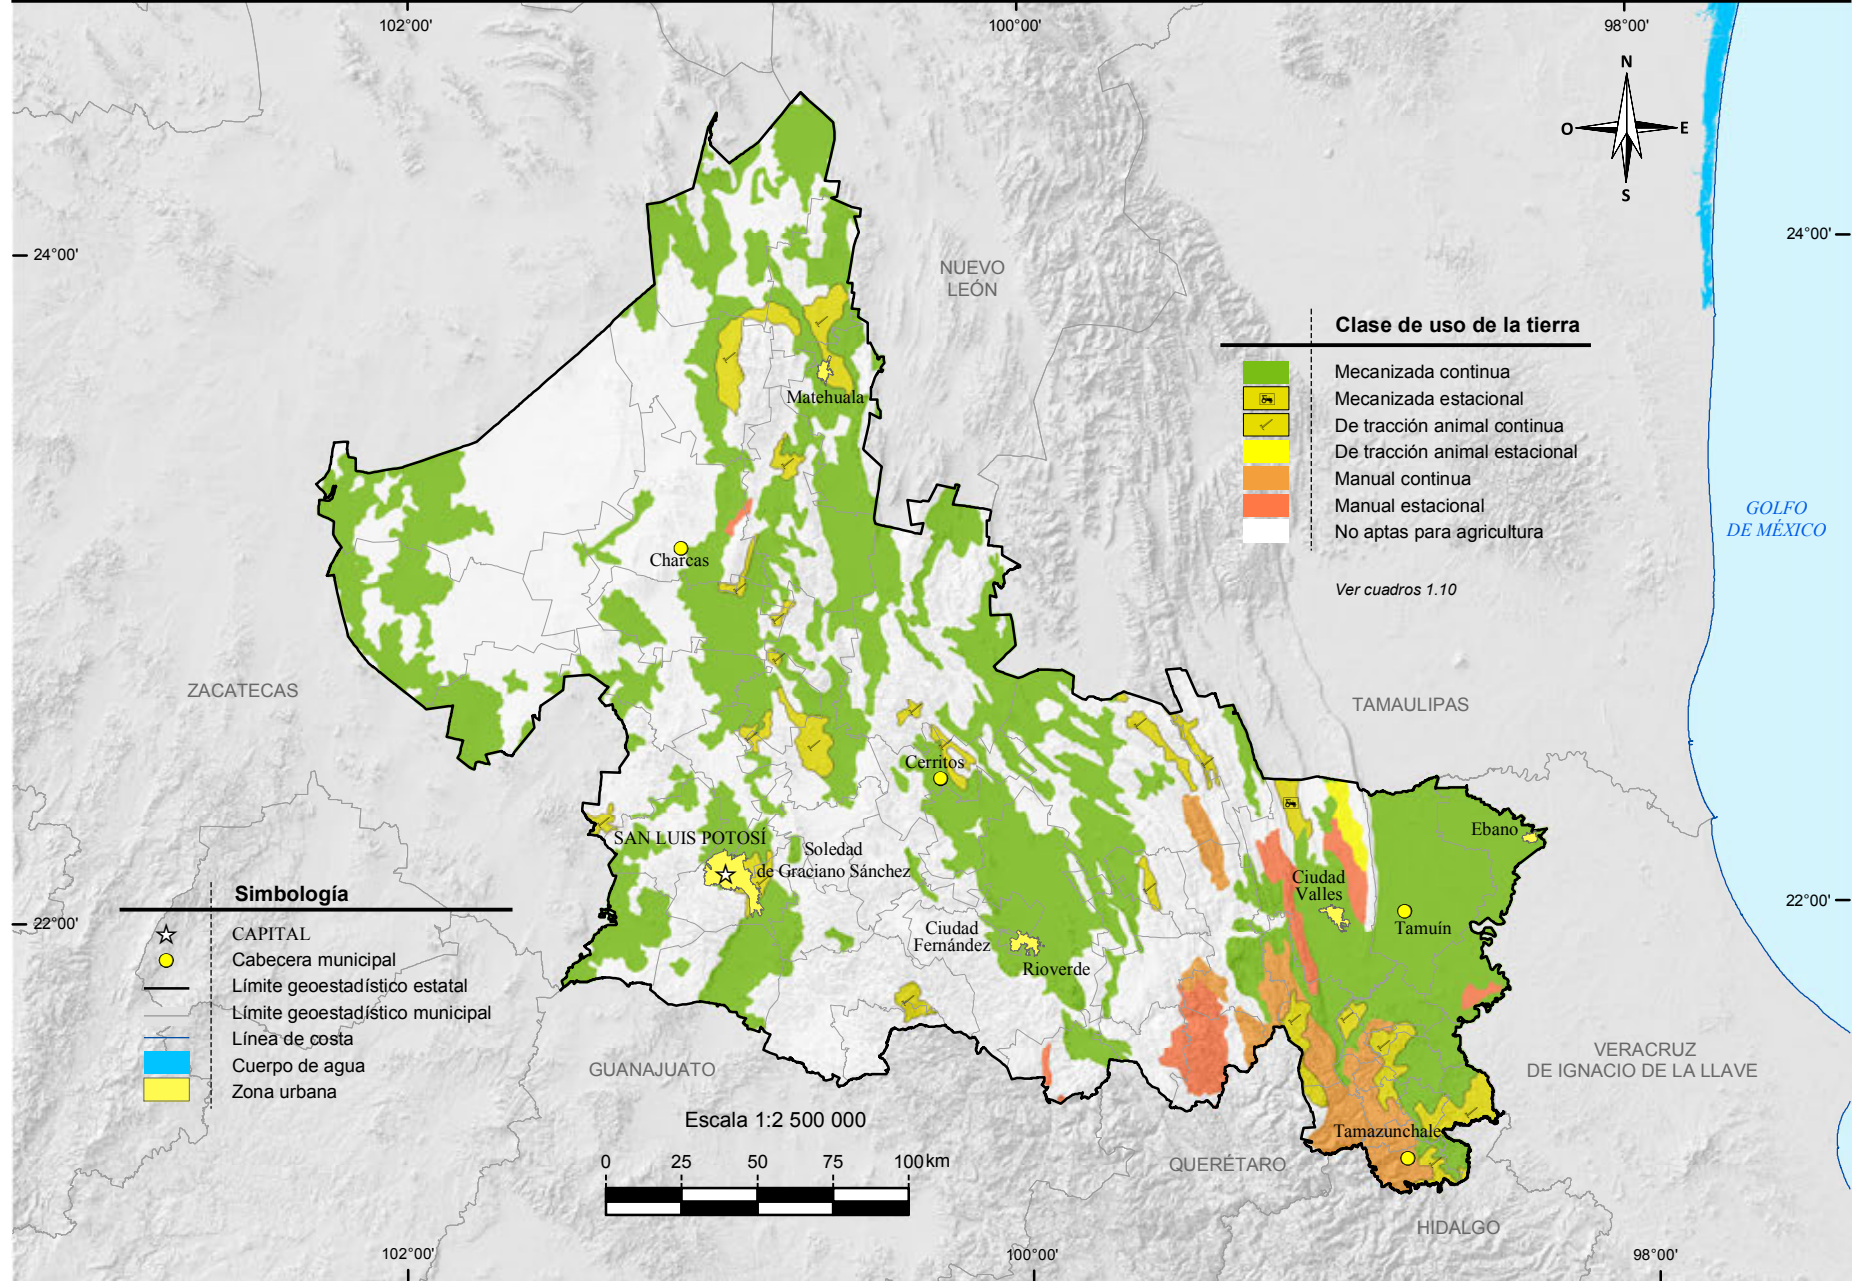 102°00'
100°00'
98°00'
N
O
E
S
24°00'
24°00'
NUEVO
LEÓN
Clase de uso de la tierra
Mecanizada continua
Mecanizada estacional
De tracción animal continua
De tracción animal estacional
Manual continua
Manual estacional
No aptas para agricultura
Ver cuadros 1.10
Matehuala
GOLFO
DE MÉXICO
Charcas
ZACATECAS
TAMAULIPAS
Cerritos
Ebano
SAN LUIS POTOSÍ
Soledad
de Graciano Sánchez
Ciudad
Valles
Simbología
CAPITAL
Cabecera municipal
Límite geoestadístico estatal
Límite geoestadístico municipal
Línea de costa
Cuerpo de agua
Zona urbana
22°00'
22°00'
Tamuín
Ciudad
Fernández
Rioverde
GUANAJUATO
VERACRUZ
DE IGNACIO DE LA LLAVE
Escala 1:2 500 000
0 25 50 75 100 km
Tamazunchale
QUERÉTARO
HIDALGO
102°00'
100°00'
98°00'